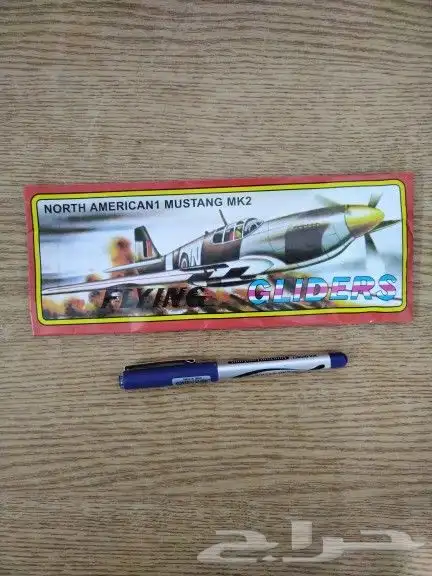 NORTH AMERICAN1 MUSTANG MK2
N
FLYING GLIDERS
حراج